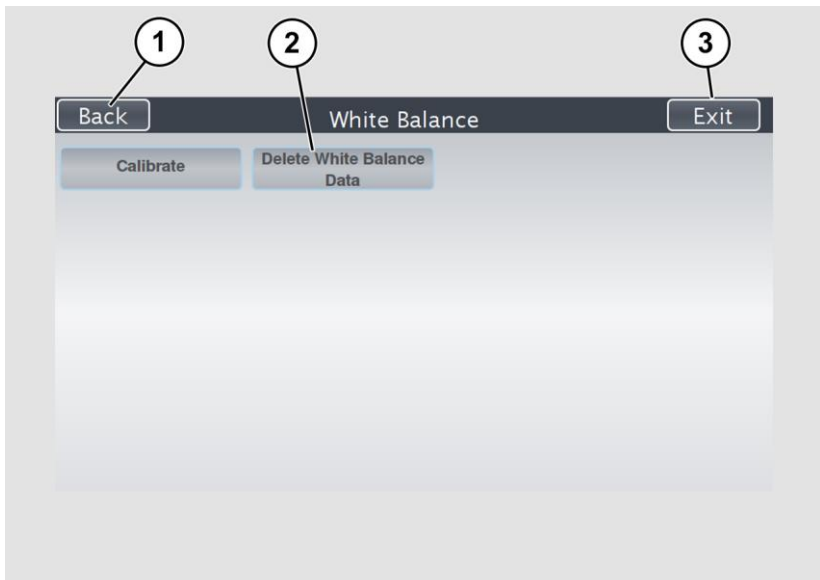 1
2
3
Back
White Balance
Exit
Calibrate
Delete White Balance
Data